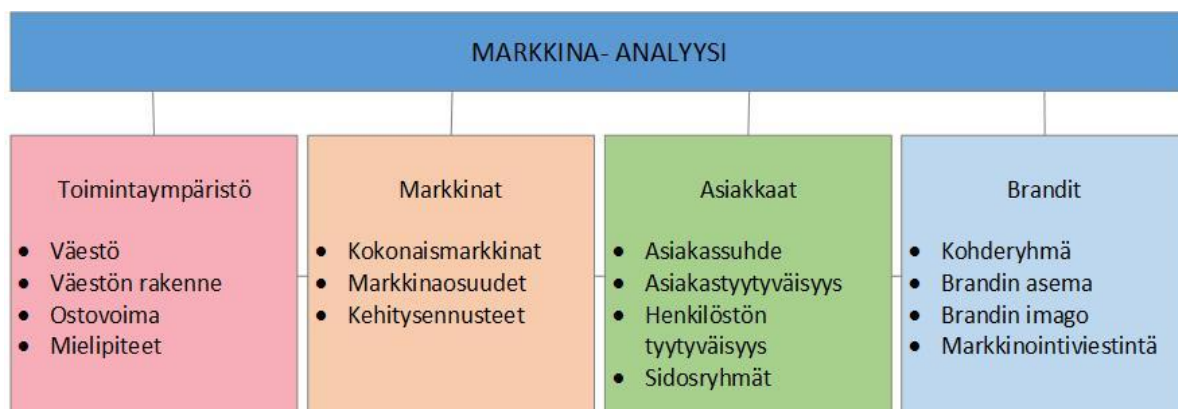 MARKKINA- ANALYYSI
Toimintaympäristö
• Väestö
• Väestön rakenne
• Ostovoima
• Mielipiteet
Markkinat
• Kokonaismarkkinat
• Markkinaosuudet
• Kehitysennusteet
Asiakkaat
• Asiakassuhde
• Asiakastyytyväisyys
• Henkilöstön
tyytyväisyys
• Sidosryhmät
Brandit
• Kohderyhmä
• Brandin asema
• Brandin imago
• Markkinointiviestintä